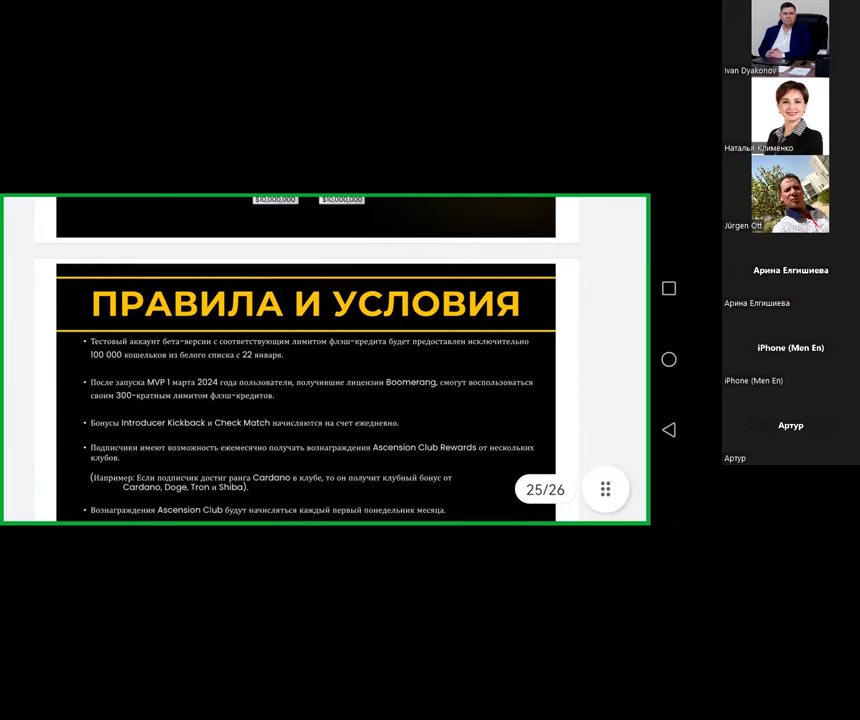 Ivan Dyakonov
Наталья Клименко
Jürgen Ott
Арина Елгишиева
Арина Елгишиева
iPhone (Men En)
iPhone (Men En)
Артур
Артур
$10,000,000 $10,000,000
ПРАВИЛА И УСЛОВИЯ
• Тестовый аккаунт бета-версии с соответствующим лимитом флэш-кредита будет предоставлен исключительно
100 000 кошельков из белого списка с 22 января.
• После запуска MVP 1 марта 2024 года пользователи, получившие лицензии Boomerang, смогут воспользоваться
своим 300-кратным лимитом флэш-кредитов.
• Бонусы Introducer Kickback и Check Match начисляются на счет ежедневно.
• Подписчики имеют возможность ежемесячно получать вознаграждения Ascension Club Rewards от нескольких
клубов.
(Например: Если подписчик достиг ранга Cardano в клубе, то он получит клубный бонус от
Cardano, Doge, Tron и Shiba).
• Вознаграждения Ascension Club будут начисляться каждый первый понедельник месяца.
25/26